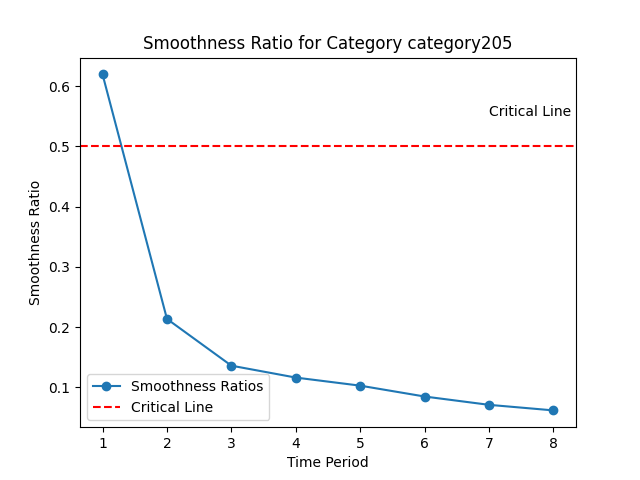 Smoothness Ratio for Category category205
Smoothness Ratio
0.6
0.5
0.4
0.3
0.2
0.1
Critical Line
Smoothness Ratios
Critical Line
1 2 3 4 5 6 7 8
Time Period